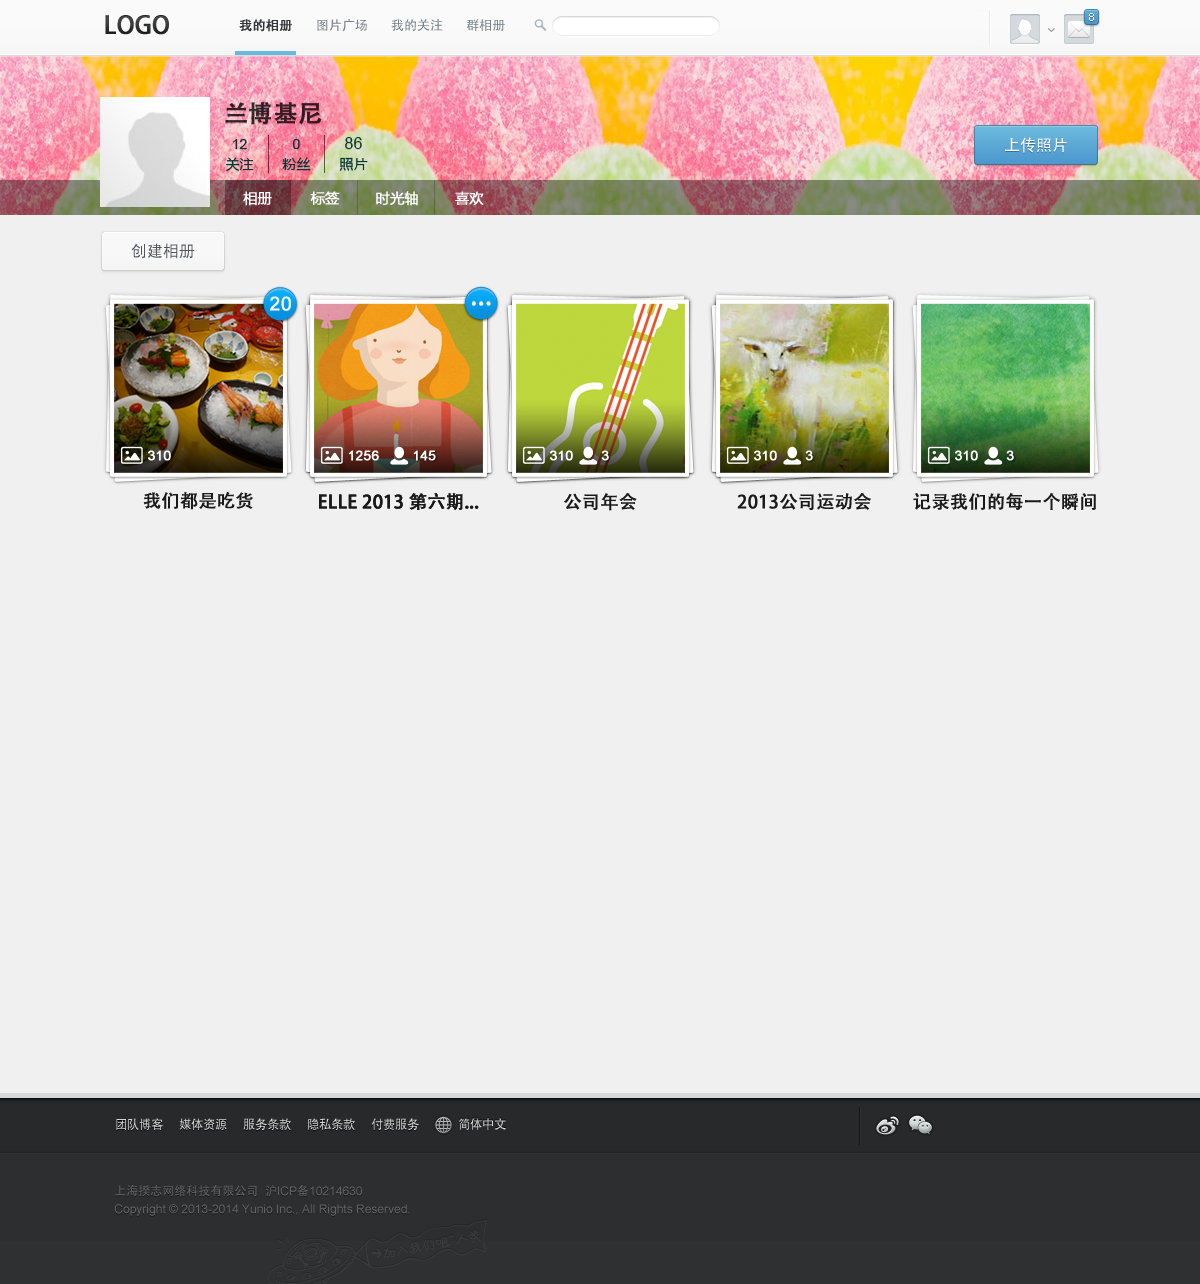 LOGO
我的相册 图片广场 我的关注 群相册
8
兰博基尼
12 0 86
关注 粉丝 照片
上传照片
相册 标签 时光轴 喜欢
创建相册
20
310 1256 145 310 3 310 3 310 3
我们都是吃货 ELLE 2013 第六期... 公司年会 2013公司运动会 记录我们的每一个瞬间
团队博客 媒体资源 服务条款 隐私条款 付费服务 简体中文
上海摸志网络科技有限公司 沪ICP备10214630
Copyright © 2013-2014 Yunio Inc., All Rights Reserved.